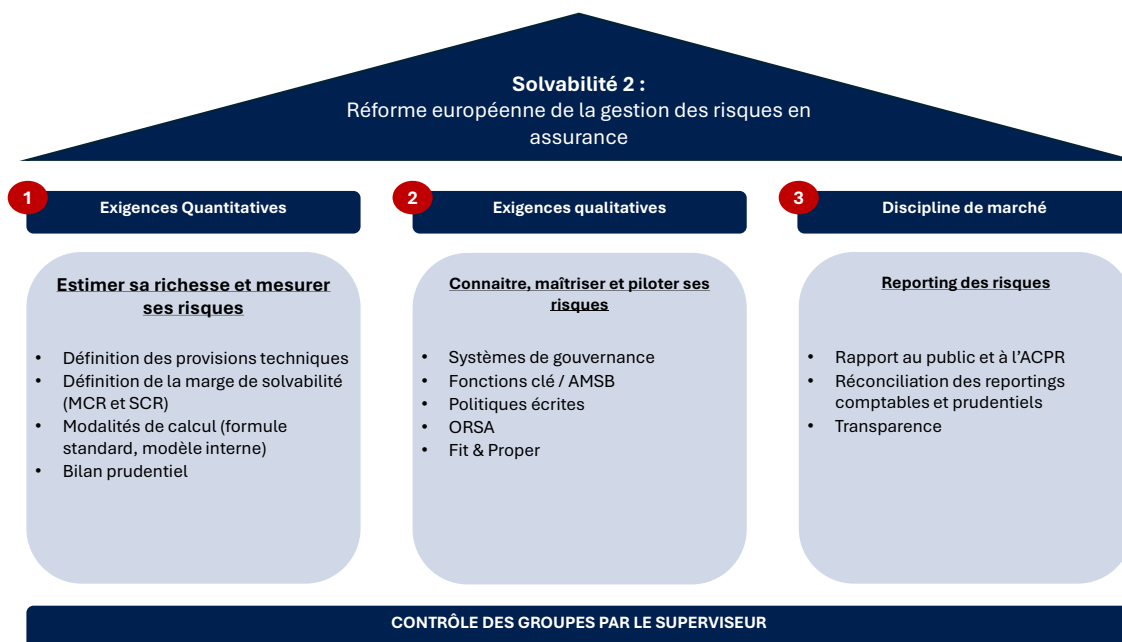 Solvabilité 2 :
Réforme européenne de la gestion des risques en
assurance
1
Exigences Quantitatives
Estimer sa richesse et mesurer
ses risques
• Définition des provisions techniques
• Définition de la marge de solvabilité
(MCR et SCR)
• Modalités de calcul (formule
standard, modèle interne)
• Bilan prudentiel
2
Exigences qualitatives
Connaitre, maîtriser et piloter ses
risques
• Systèmes de gouvernance
• Fonctions clé / AMSB
• Politiques écrites
• ORSA
• Fit & Proper
3
Discipline de marché
Reporting des risques
• Rapport au public et à l’ACPR
• Réconciliation des reportings
comptables et prudentiels
• Transparence
CONTRÔLE DES GROUPES PAR LE SUPERVISEUR